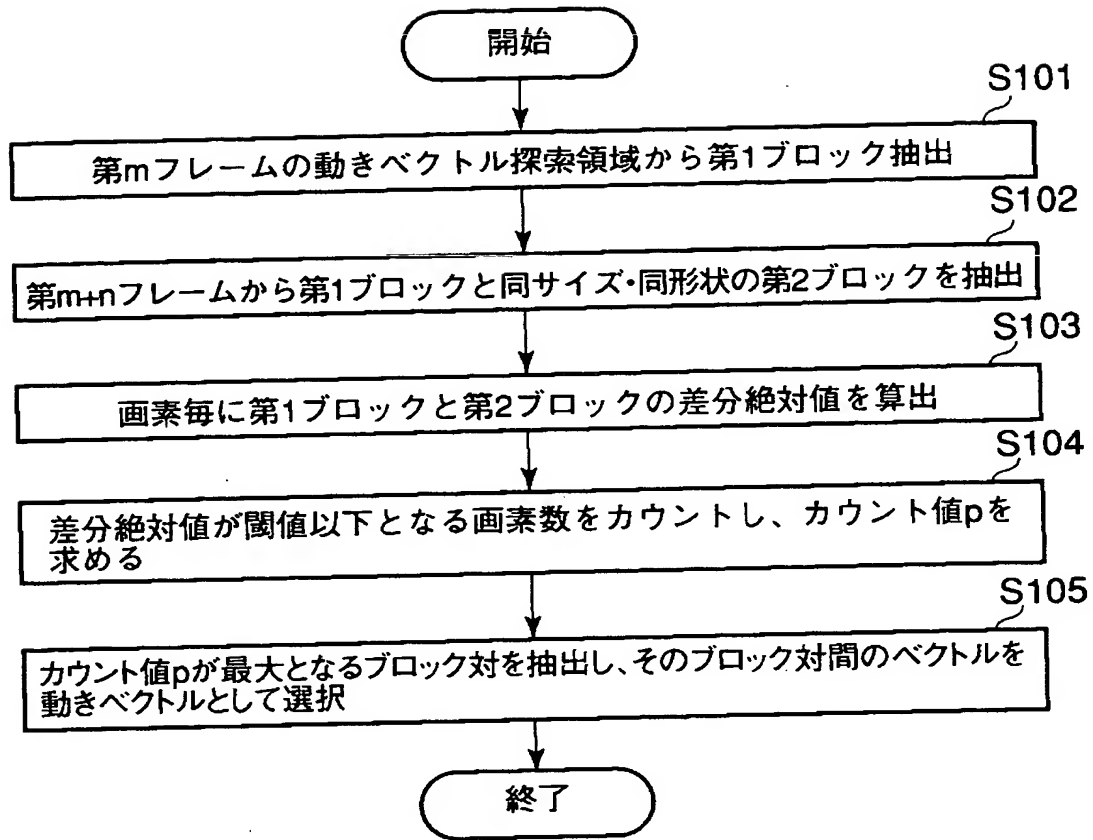 開始
S101
第mフレームの動きベクトル探索領域から第1ブロック抽出
S102
第m+nフレームから第1ブロックと同サイズ・同形状の第2ブロックを抽出
S103
画素毎に第1ブロックと第2ブロックの差分絶対値を算出
S104
差分絶対値が閾値以下となる画素数をカウントし、カウント値pを
求める
S105
カウント値pが最大となるブロック対を抽出し、そのブロック対間のベクトルを
動きベクトルとして選択
終了